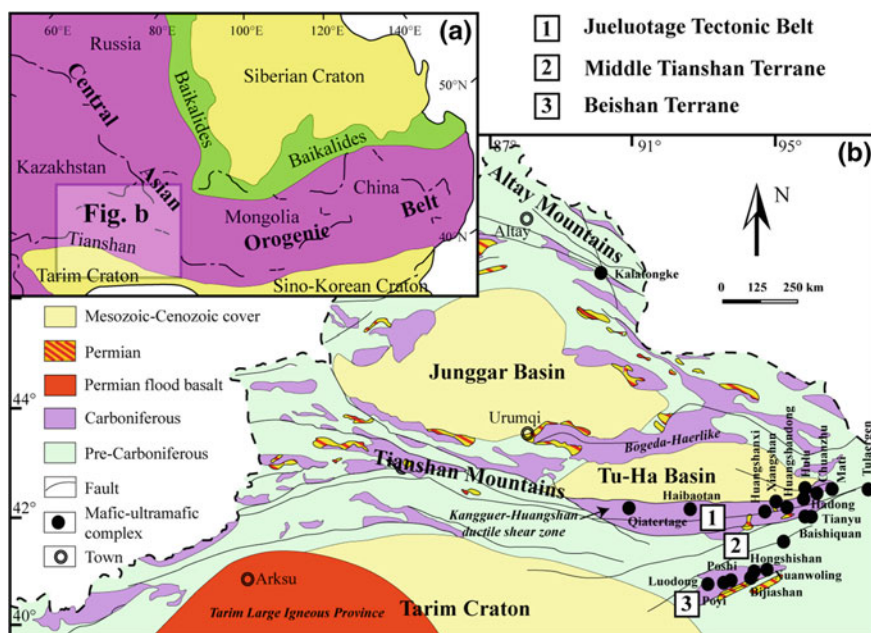 60°E
80°E
100°E
120°E
140°E
(a)
Russia
Siberian Craton
50°N
Baikalides
Baikalides
Central
Asian
Kazakhstan
China
Fig. b
Mongolia
Belt
Orogenic
40°N
Tianshan
Tarim Craton
Sino-Korean Craton
1 Jueluotage Tectonic Belt
2 Middle Tianshan Terrane
3 Beishan Terrane
87°
91°
95°
(b)
N
Altay Mountains
Altay
Kalatongke
0 125 250 km
Mesozoic-Cenozoic cover
Permian
Permian flood basalt
Carboniferous
Pre-Carboniferous
Fault
Mafic-ultramafic
complex
Town
44°
42°
40°
Junggar Basin
Urumqi
Bogeda-Haerlike
Tianshan Mountains
Tu-Ha Basin
Huangshanxi
Xiangshan
Huangshandong
Hulu
Chuanzhu
Mati
Tulaergen
Haibaotan
Hadong
Kangguer-Huangshan
ductile shear zone
Qiatertage
1
Tianyu
Baishiquan
2
Hongshishan
Poshi
Xuanwoling
Luodong
Bijiashan
3
Poyi
Arksu
Tarim Large Igneous Province
Tarim Craton